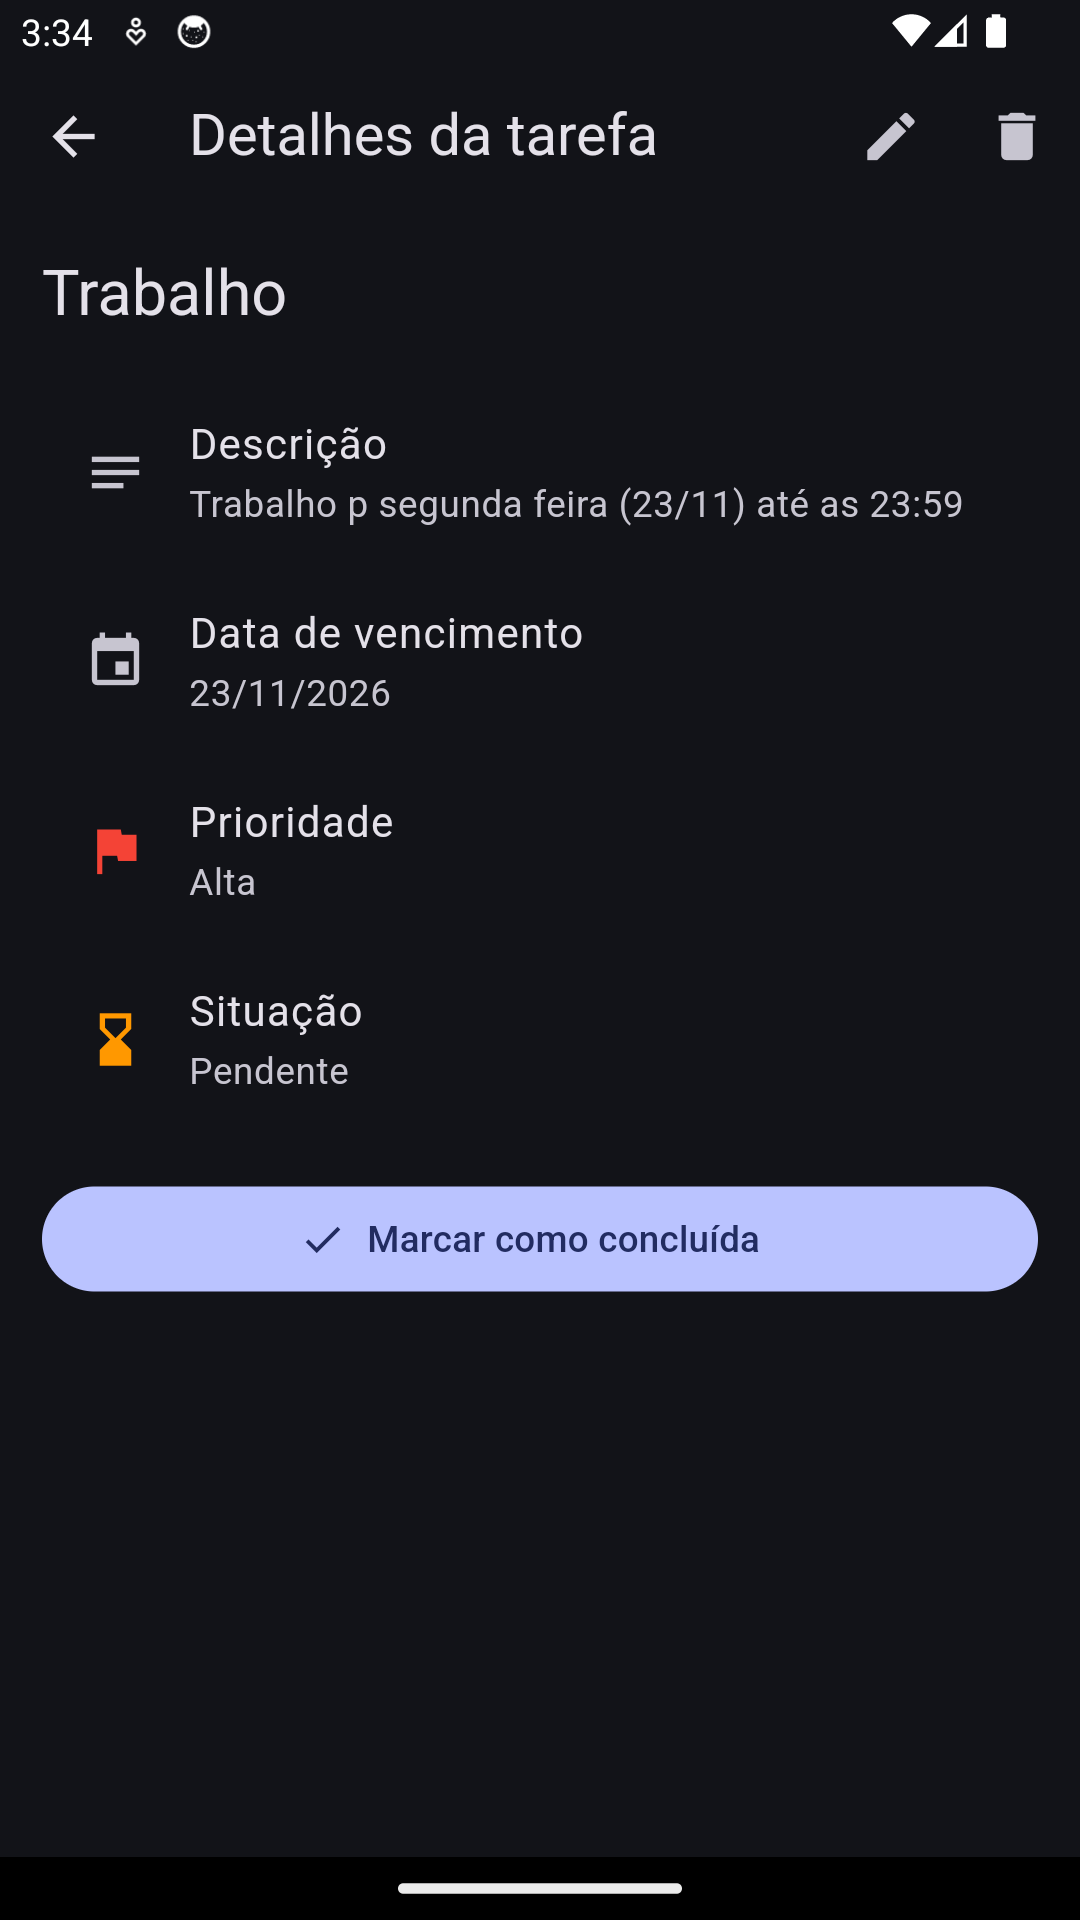 3:34
Detalhes da tarefa
Trabalho
Descrição
Trabalho p segunda feira (23/11) até as 23:59
Data de vencimento
23/11/2026
Prioridade
Alta
Situação
Pendente
Marcar como concluída